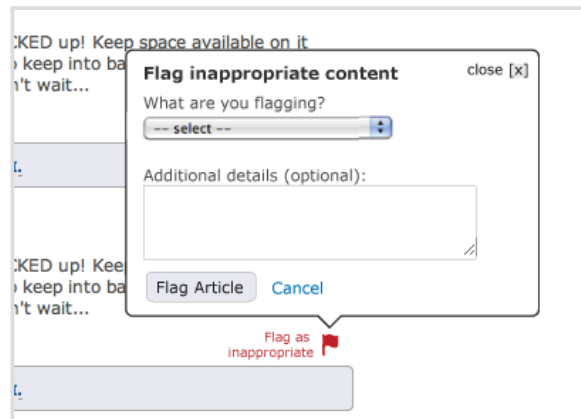 CKED up! Keep space available on it
keep into ba
n't wait...
Flag inappropriate content
close [x]
What are you flagging?
-- select --
Additional details (optional):
CKED up! Kee
keep into ba
n't wait...
Flag Article
Cancel
Flag as
inappropriate